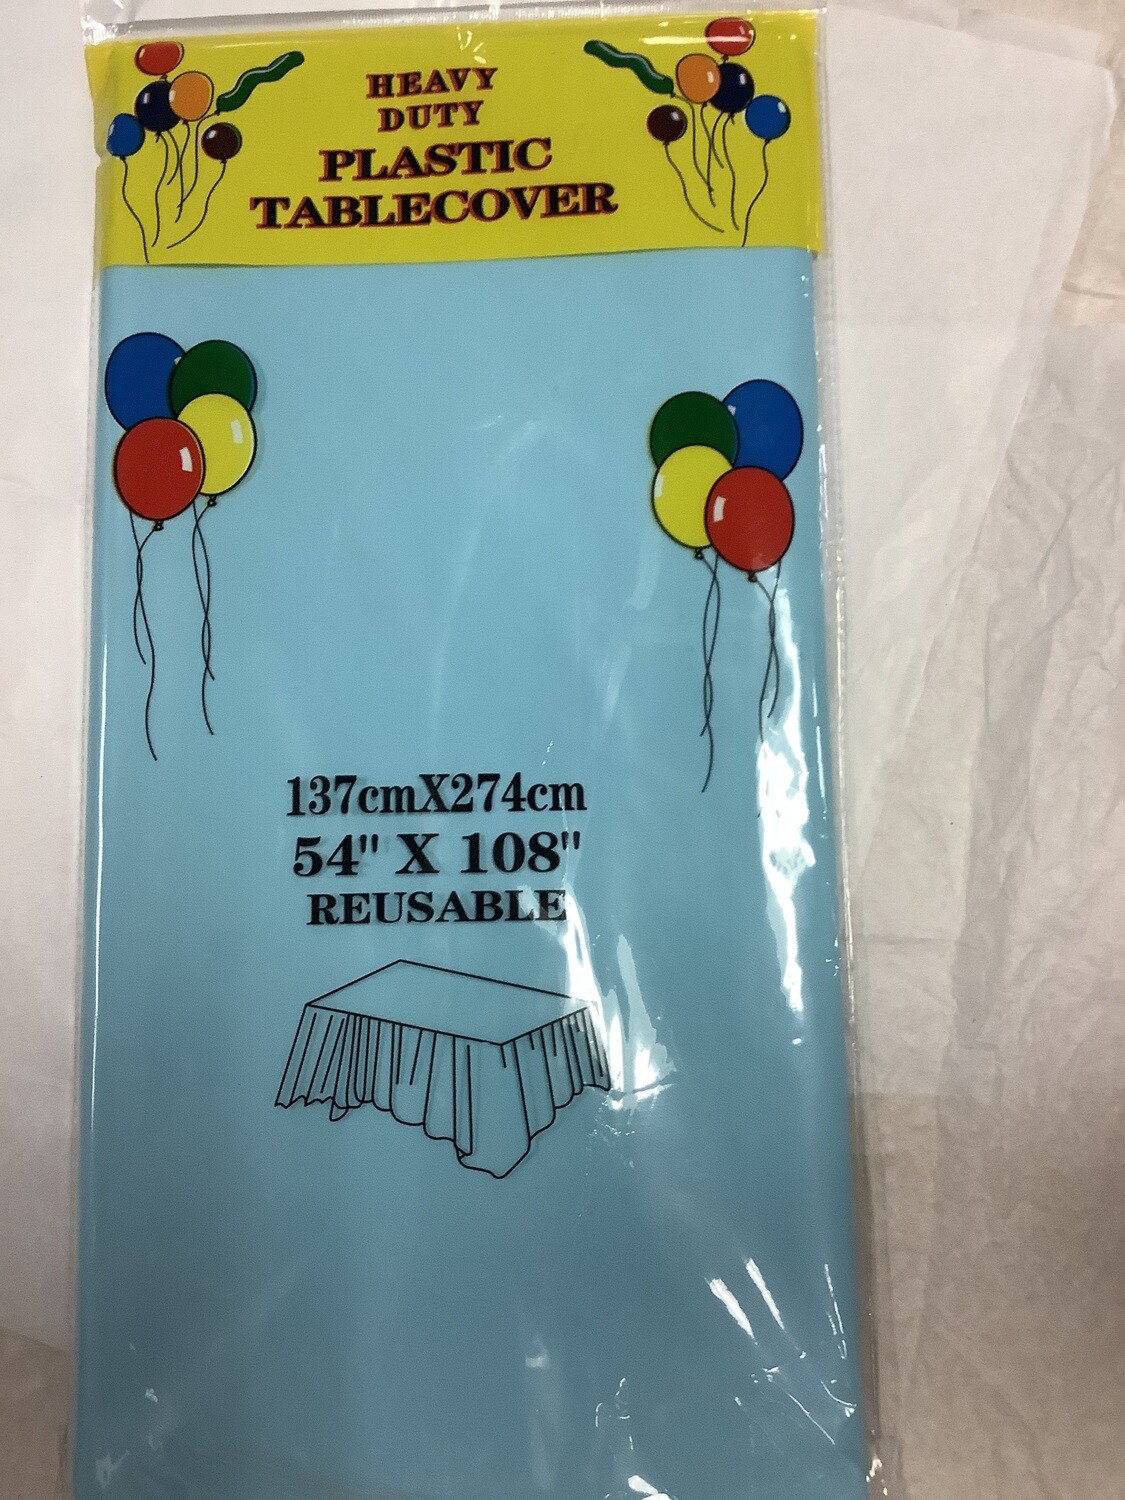 HEAVY
DUTY
PLASTIC
TABLECOVER
137cmX274cm
54" X 108"
REUSABLE